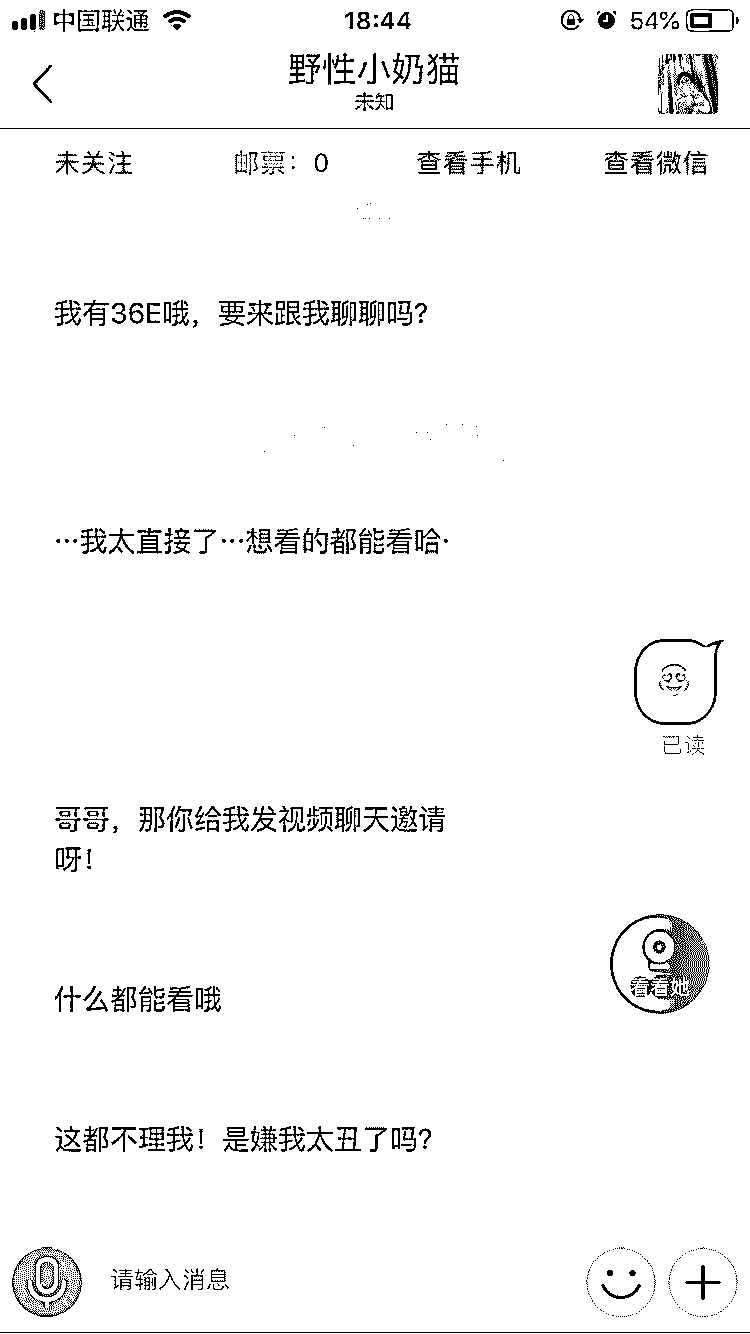 中国联通
18:44
54%
野性小奶猫
未知
未关注
邮票：0
查看手机
查看微信
我有36E哦，要来跟我聊聊吗？
…我太直接了…想看的都能看哈·
已读
哥哥，那你给我发视频聊天邀请
呀！
看看她
什么都能看哦
这都不理我！是嫌我太丑了吗？
请输入消息